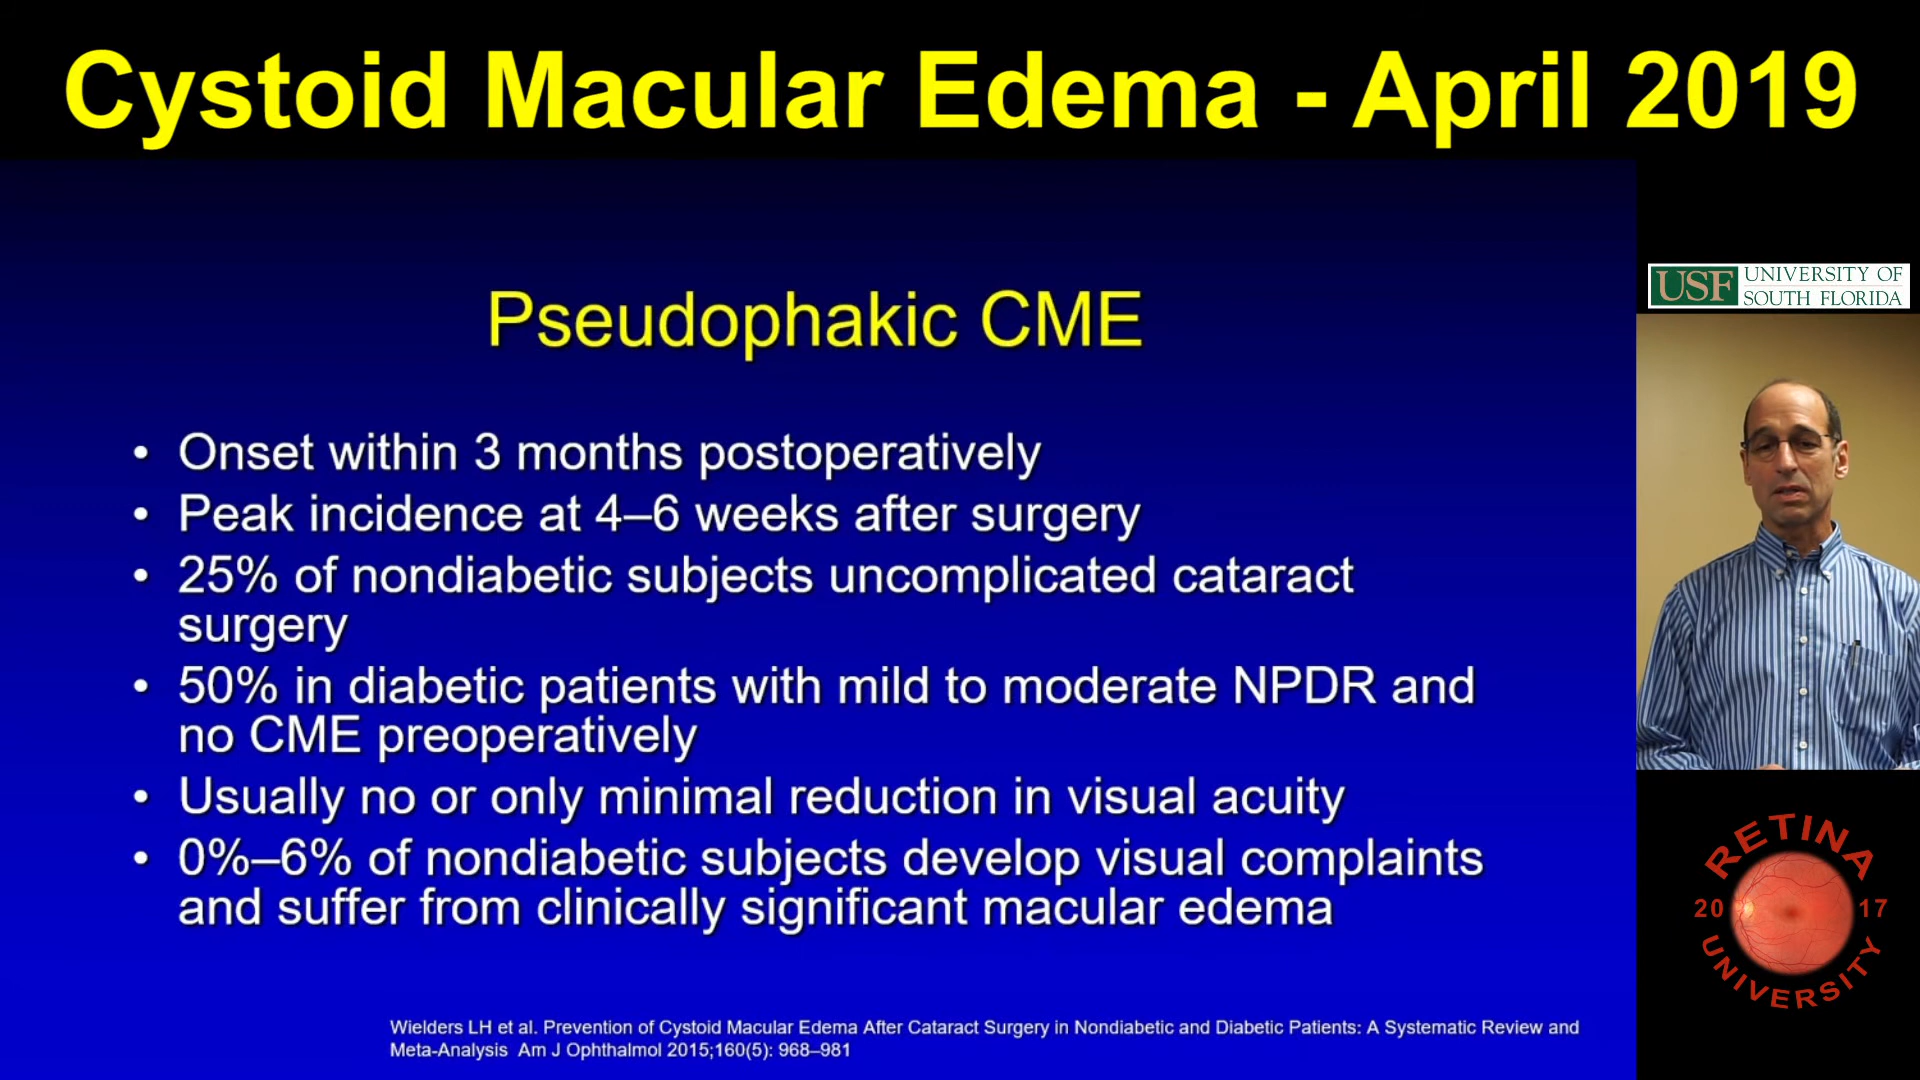 Cystoid Macular Edema - April 2019
USF UNIVERSITY OF
SOUTH FLORIDA
Pseudophakic CME
• Onset within 3 months postoperatively
• Peak incidence at 4–6 weeks after surgery
• 25% of nondiabetic subjects uncomplicated cataract
surgery
• 50% in diabetic patients with mild to moderate NPDR and
no CME preoperatively
• Usually no or only minimal reduction in visual acuity
• 0%–6% of nondiabetic subjects develop visual complaints
and suffer from clinically significant macular edema
Wielders LH et al. Prevention of Cystoid Macular Edema After Cataract Surgery in Nondiabetic and Diabetic Patients: A Systematic Review and
Meta-Analysis Am J Ophthalmol 2015;160(5): 968–981
RETINA
20 17
UNIVERSITY